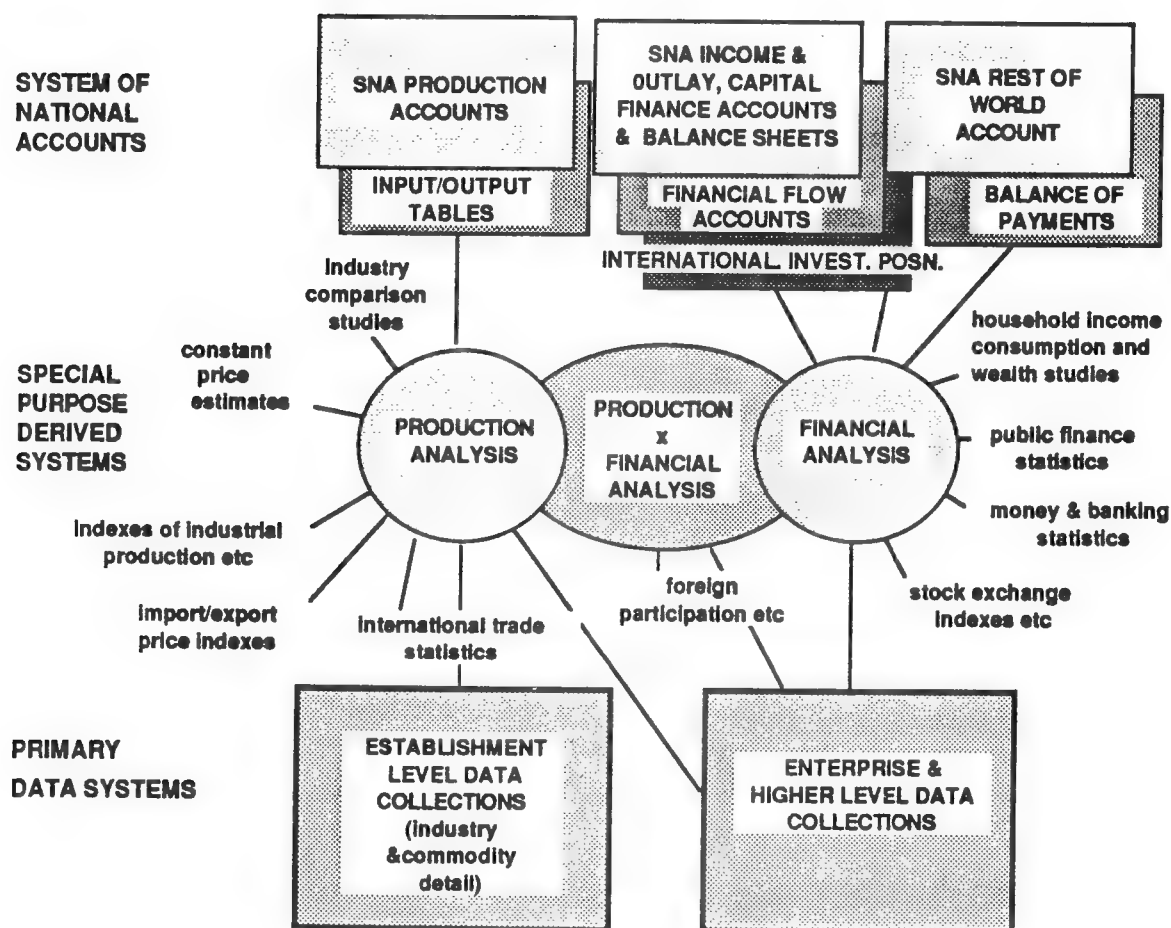 SYSTEM OF
NATIONAL
ACCOUNTS
SNA PRODUCTION
ACCOUNTS
INPUT/OUTPUT
TABLES
SNA INCOME &
OUTLAY, CAPITAL
FINANCE ACCOUNTS
& BALANCE SHEETS
FINANCIAL FLOW
ACCOUNTS
INTERNATIONAL INVEST. POSN.
SNA REST OF
WORLD
ACCOUNT
BALANCE OF
PAYMENTS
SPECIAL
PURPOSE
DERIVED
SYSTEMS
industry
comparison
studies
constant
price
estimates
PRODUCTION
ANALYSIS
PRODUCTION
x
FINANCIAL
ANALYSIS
FINANCIAL
ANALYSIS
household income
consumption and
wealth studies
public finance
statistics
money & banking
statistics
stock exchange
indexes etc
indexes of industrial
production etc
import/export
price indexes
international trade
statistics
foreign
participation etc
PRIMARY
DATA SYSTEMS
ESTABLISHMENT
LEVEL DATA
COLLECTIONS
(industry
&commodity
detail)
ENTERPRISE &
HIGHER LEVEL DATA
COLLECTIONS